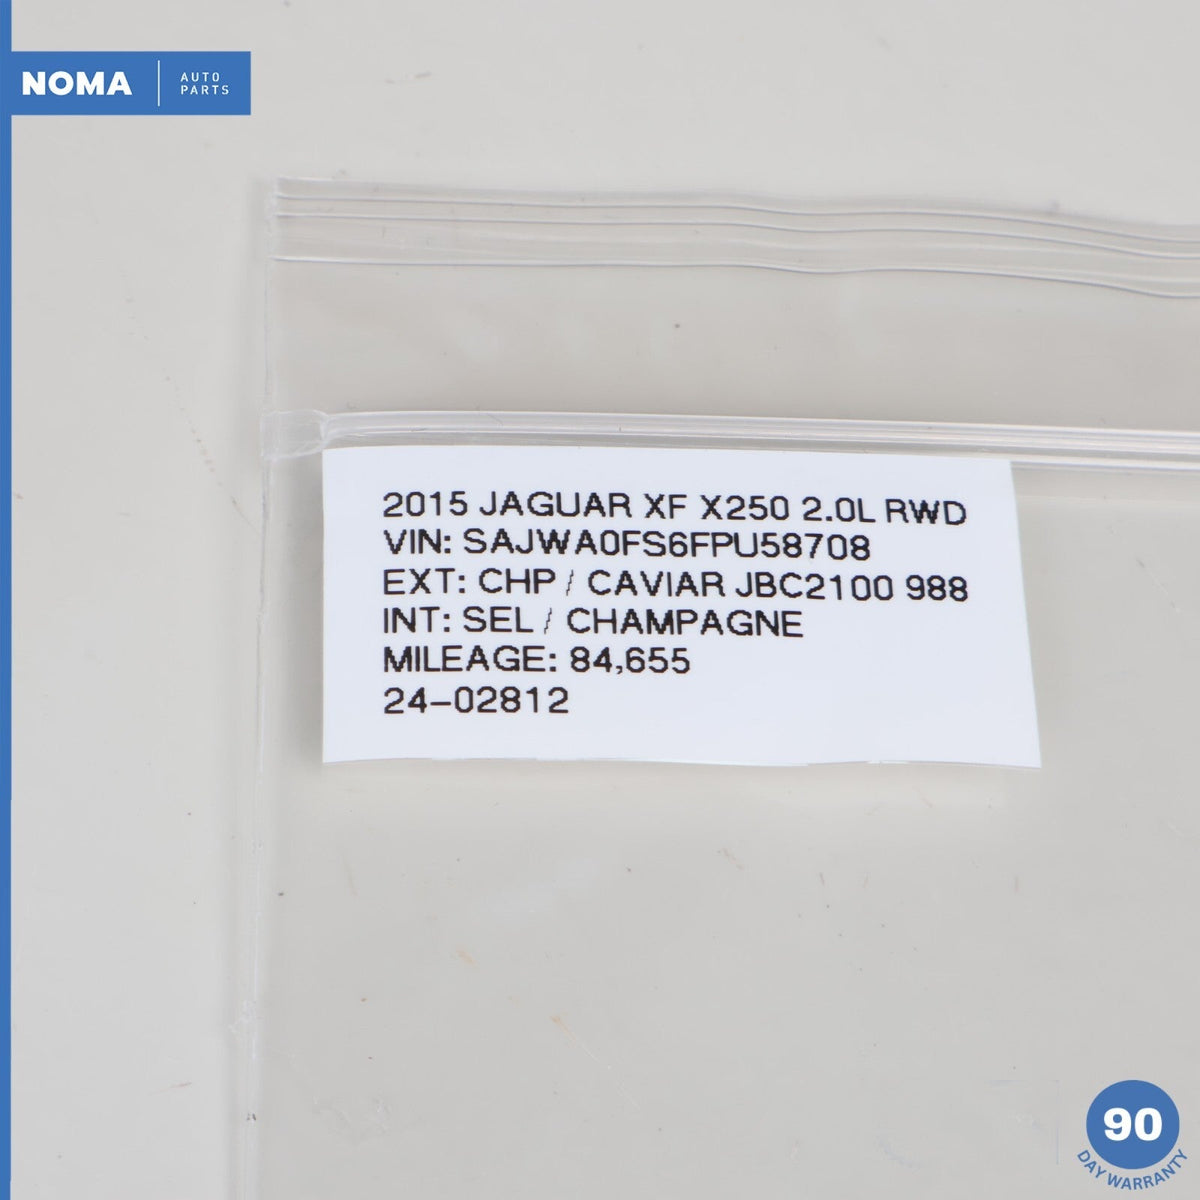 NOMA
AUTO
PARTS
2015 JAGUAR XF X250 2.0L RWD
VIN: SAJWA0FS6FPU58708
EXT: CHP / CAVIAR JBC2100 988
INT: SEL / CHAMPAGNE
MILEAGE: 84,655
24-02812
90
DAY WARRANTY